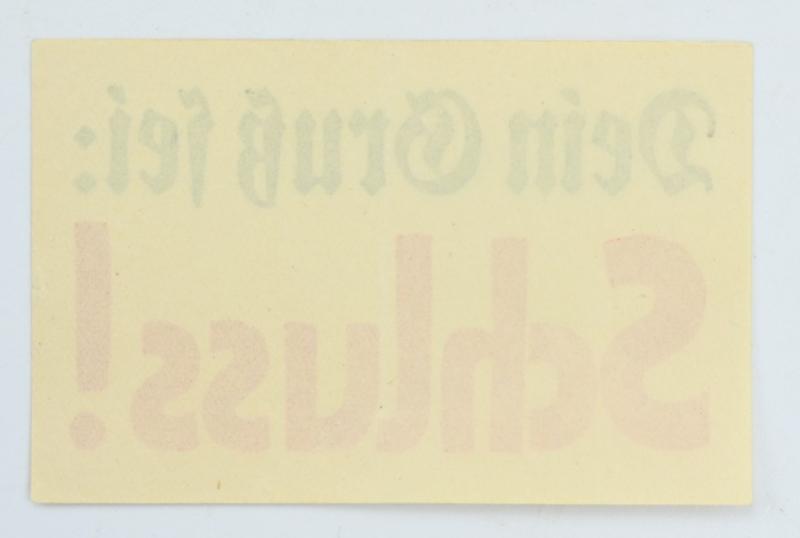 Dein Gruß sei:
Schluss!